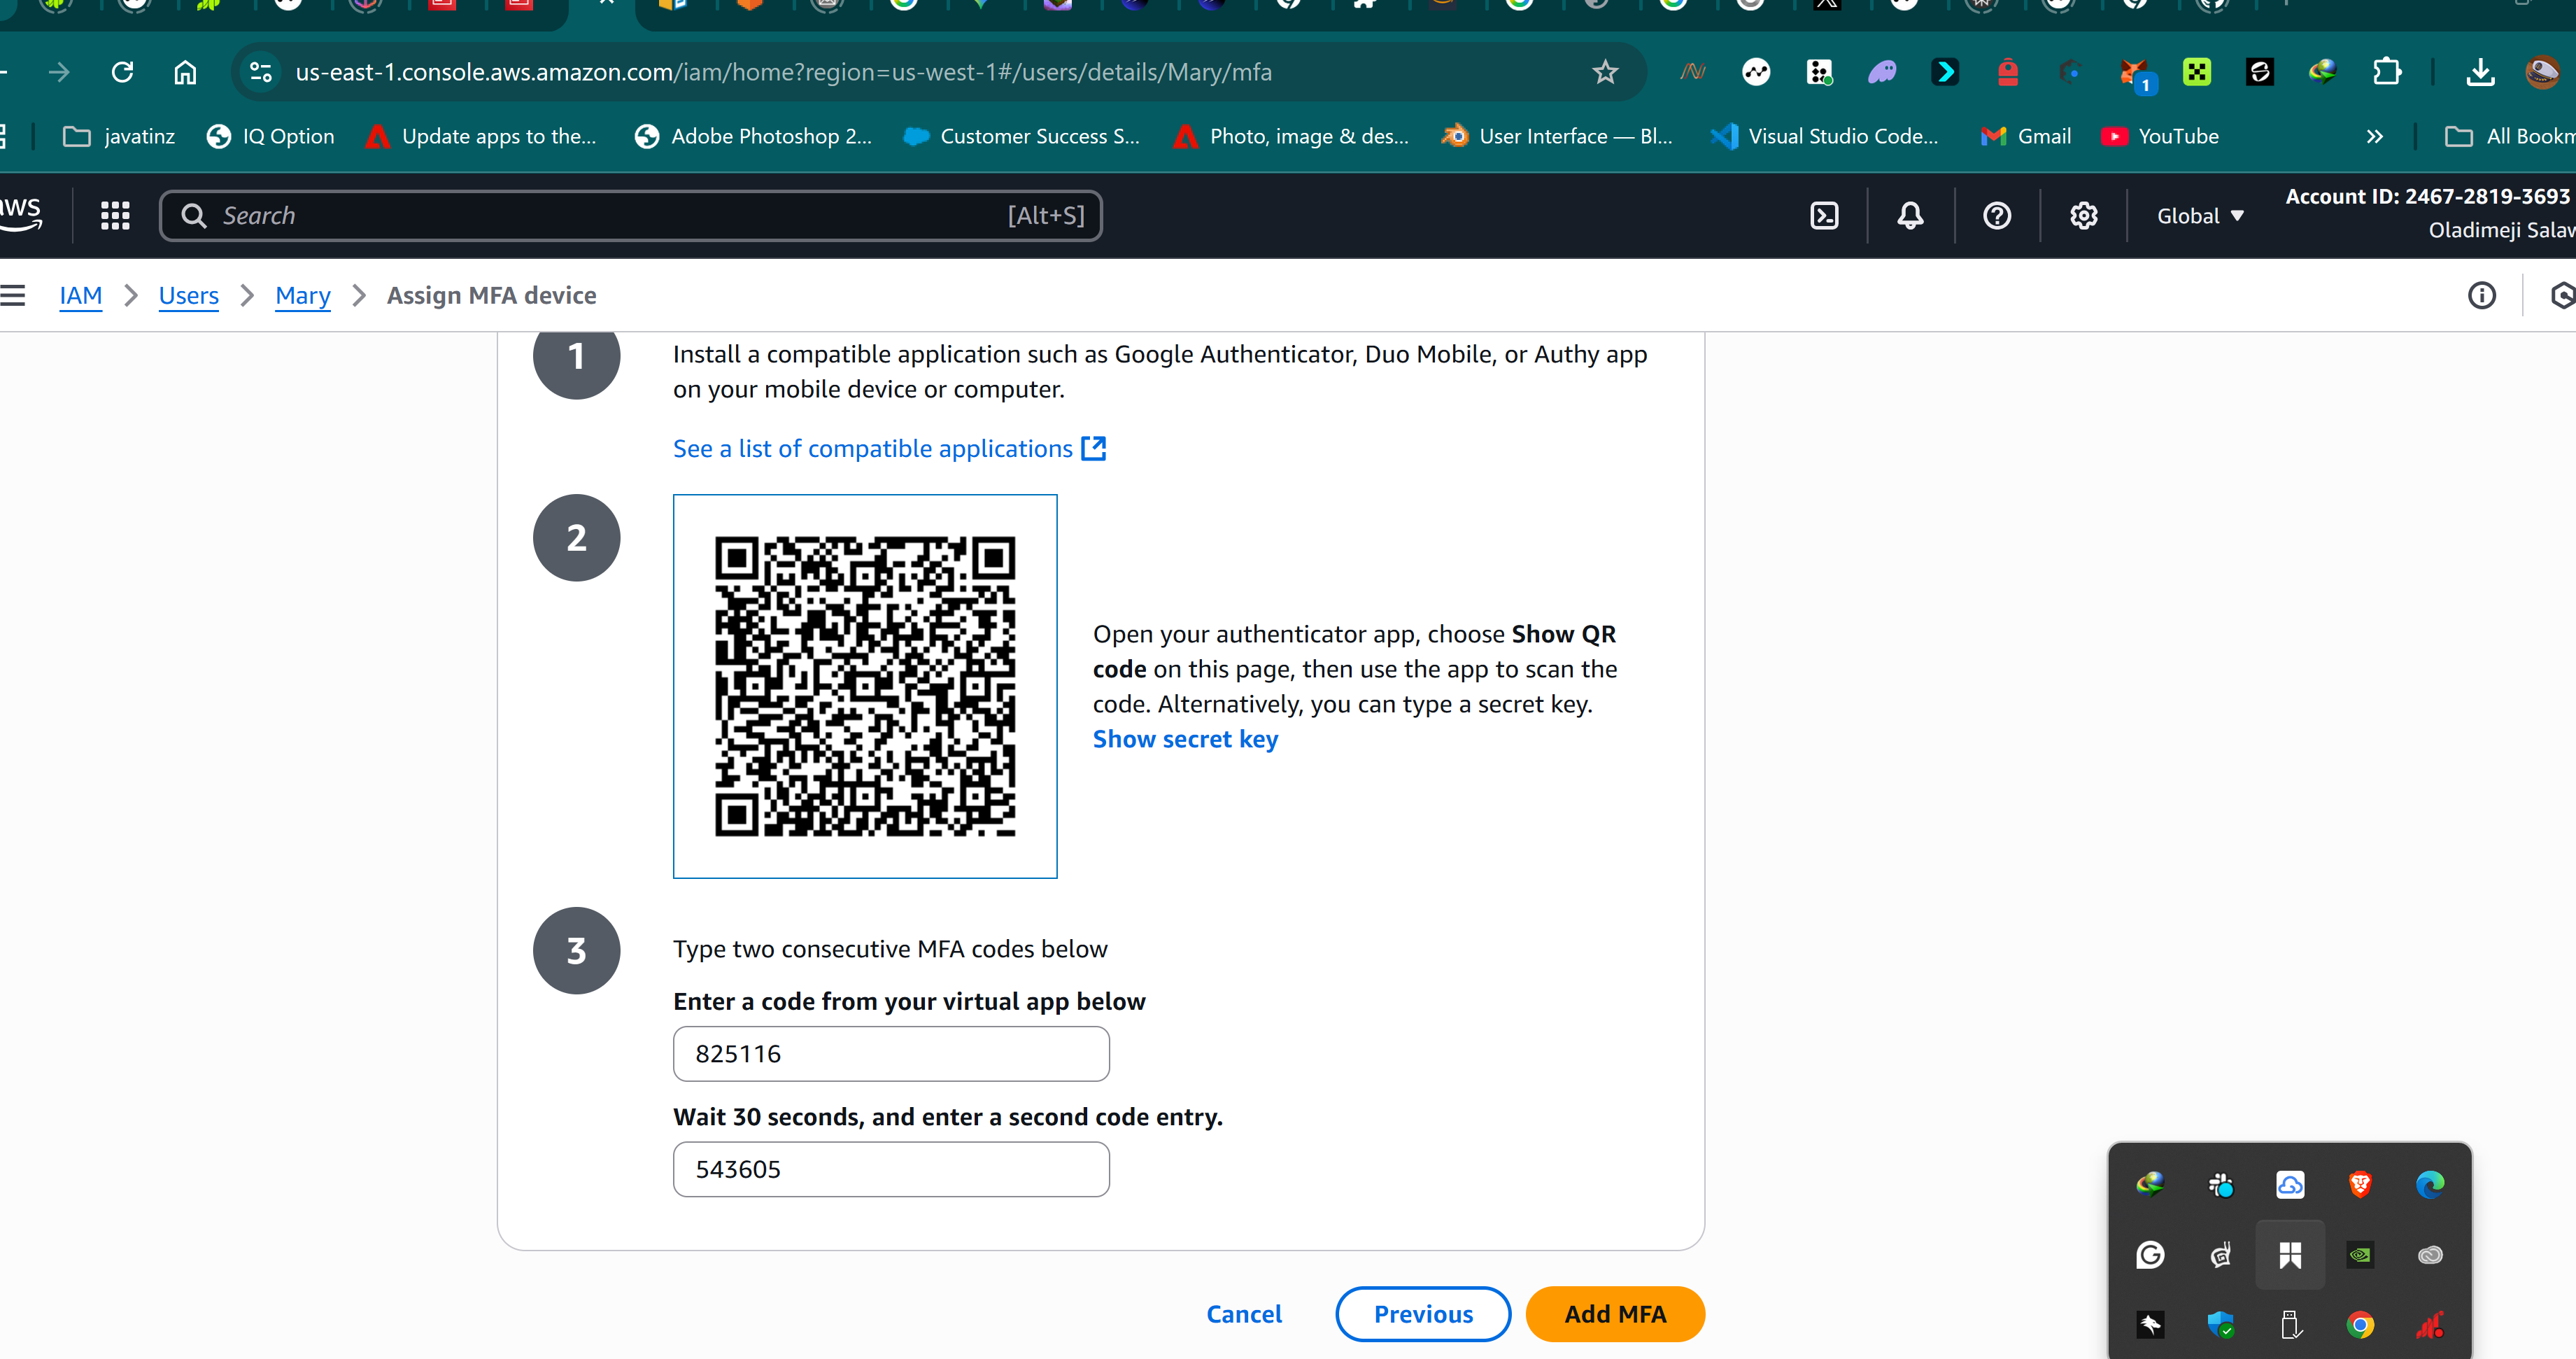 us-east-1.console.aws.amazon.com/iam/home?region=us-west-1#/users/details/Mary/mfa
1
javatinz
IQ Option
Update apps to the...
Adobe Photoshop 2...
Customer Success S...
Photo, image & des...
User Interface — Bl...
Visual Studio Code...
Gmail
YouTube
All Bookm
aws
Search
[Alt+S]
Global
Account ID: 2467-2819-3693
Oladimeji Salaw
IAM
Users
Mary
Assign MFA device
1
Install a compatible application such as Google Authenticator, Duo Mobile, or Authy app
on your mobile device or computer.
See a list of compatible applications
2
Open your authenticator app, choose Show QR
code on this page, then use the app to scan the
code. Alternatively, you can type a secret key.
Show secret key
3
Type two consecutive MFA codes below
Enter a code from your virtual app below
825116
Wait 30 seconds, and enter a second code entry.
543605
Cancel
Previous
Add MFA